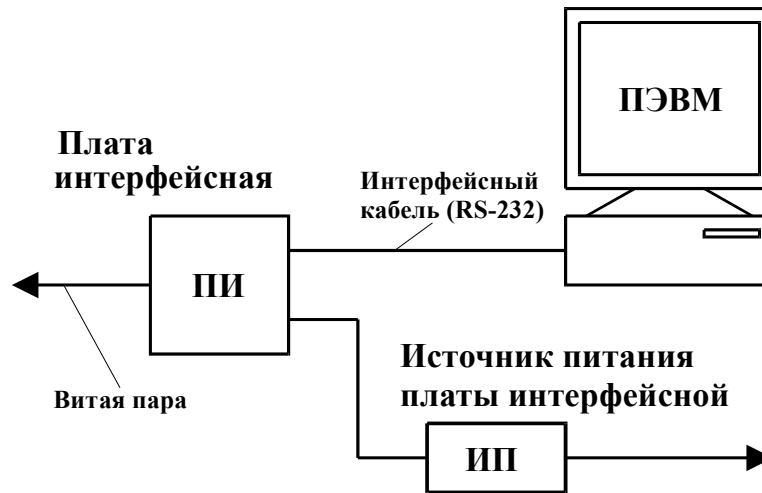 ПЭВМ
Плата
интерфейсная
Интерфейсный
кабель (RS-232)
ПИ
Витая пара
Источник питания
платы интерфейсной
ИП